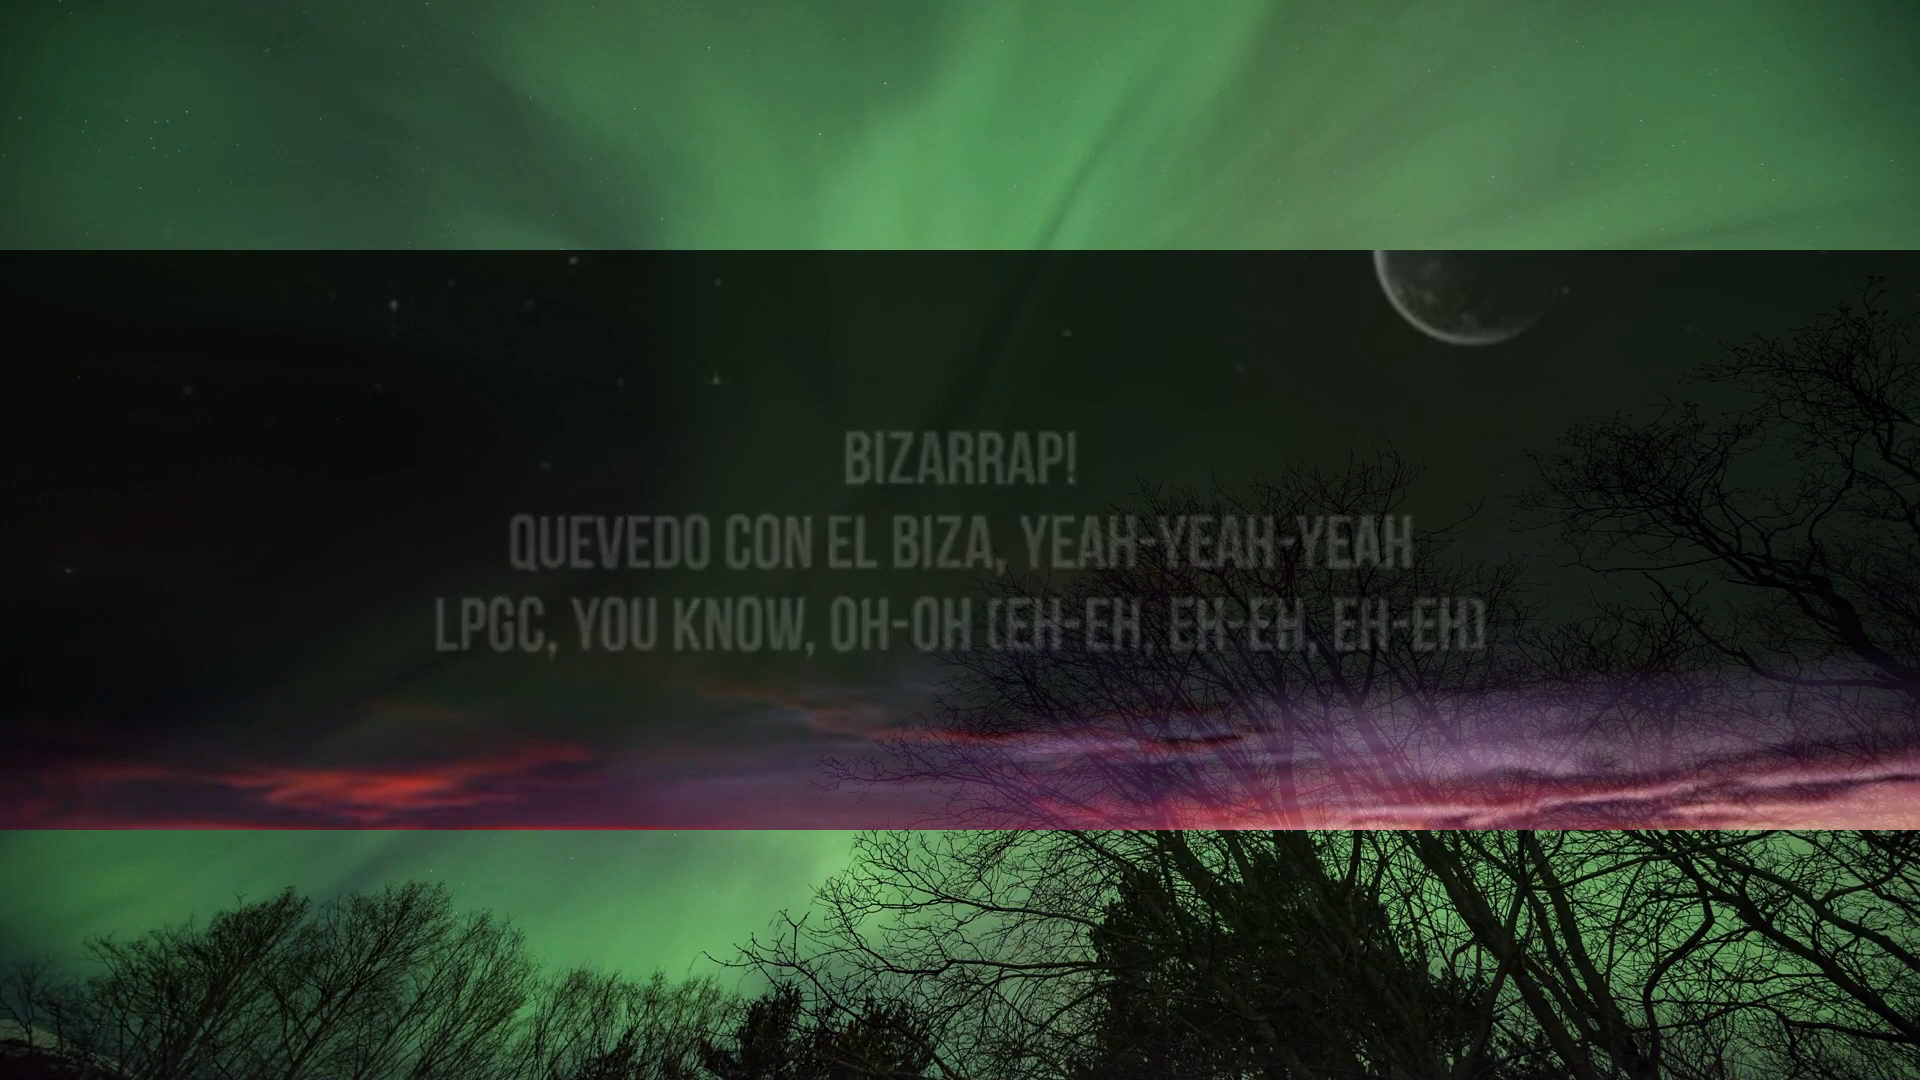 BIZARRAP!
QUEVEDO CON EL BIZA, YEAH-YEAH-YEAH
LPGC, YOU KNOW, OH-OH (EH-EH, EH-EH, EH-EH)